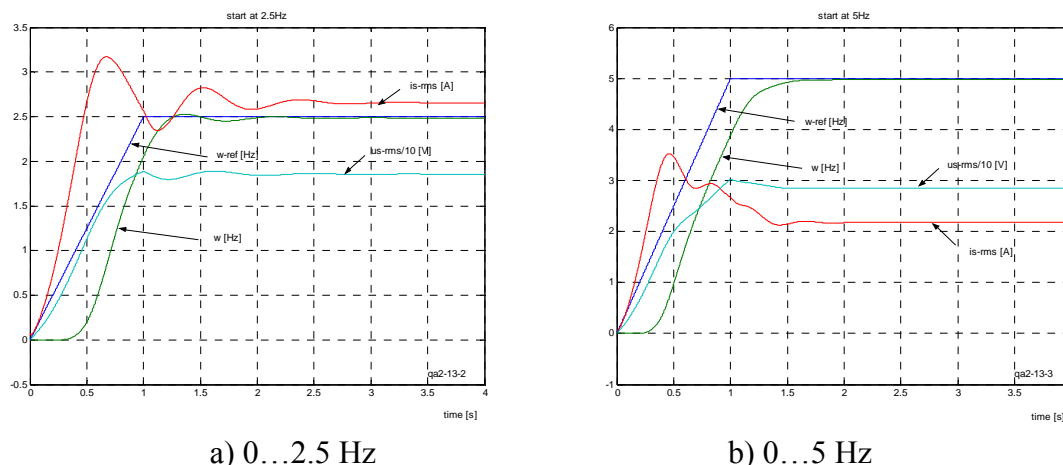 start at 2.5Hz
3.5
3
2.5
2
1.5
1
0.5
0
-0.5
is-rms [A]
w-ref [Hz]
us-rms/10 [V]
w [Hz]
qa2-13-2
0 0.5 1 1.5 2 2.5 3 3.5 4
time [s]
a) 0…2.5 Hz
start at 5Hz
6
5
4
3
2
1
0
-1
w-ref [Hz]
us-rms/10 [V]
w [Hz]
is-rms [A]
qa2-13-3
0 0.5 1 1.5 2 2.5 3 3.5
time [s]
b) 0…5 Hz